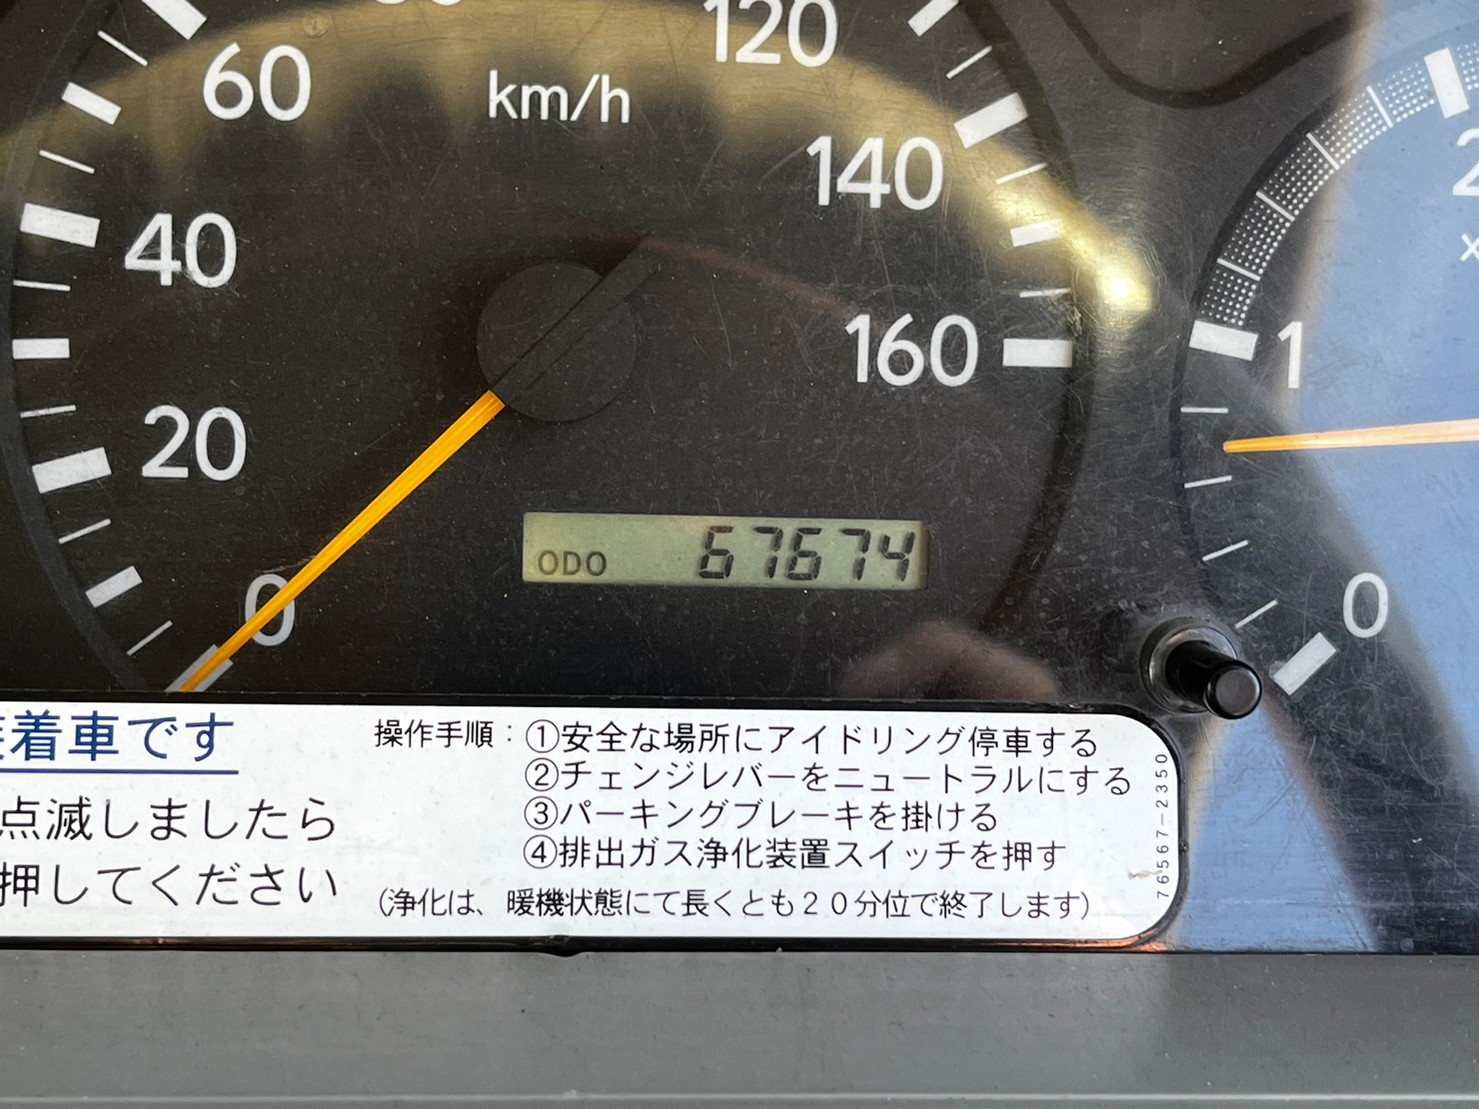 120
60
km/h
140
40
160
1
20
ODO 67674
0
0
着車です
点滅しましたら
押してください
操作手順:①安全な場所にアイドリング停車する
②チェンジレバーをニュートラルにする
③パーキングブレーキを掛ける
④排出ガス浄化装置スイッチを押す
(浄化は、暖機状態にて長くとも20分位で終了します)
76567-2350